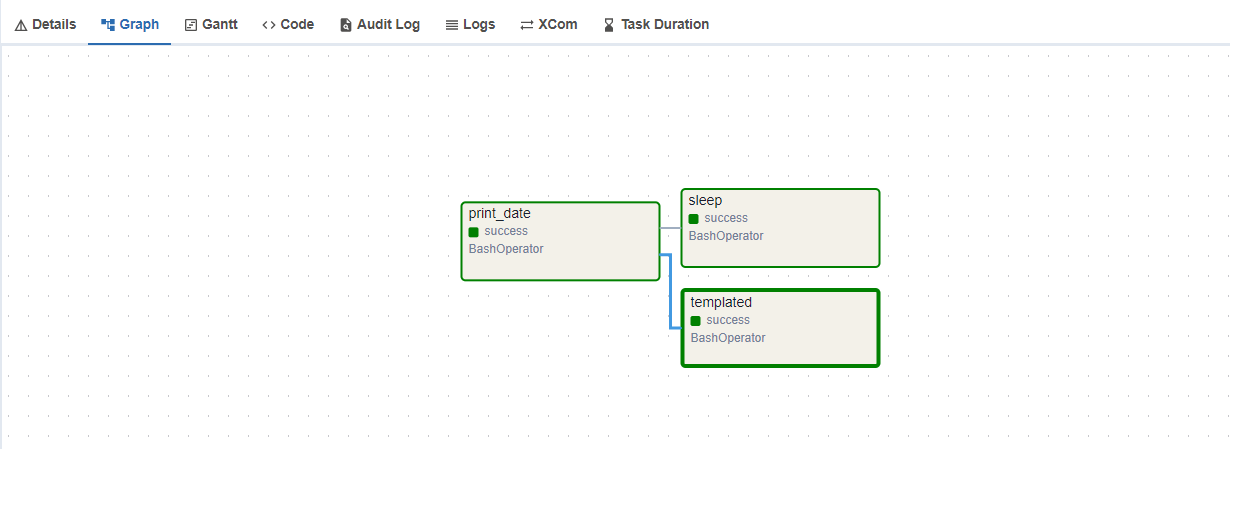 Details Graph Gantt Code Audit Log Logs XCom Task Duration
print_date
success
BashOperator
sleep
success
BashOperator
templated
success
BashOperator